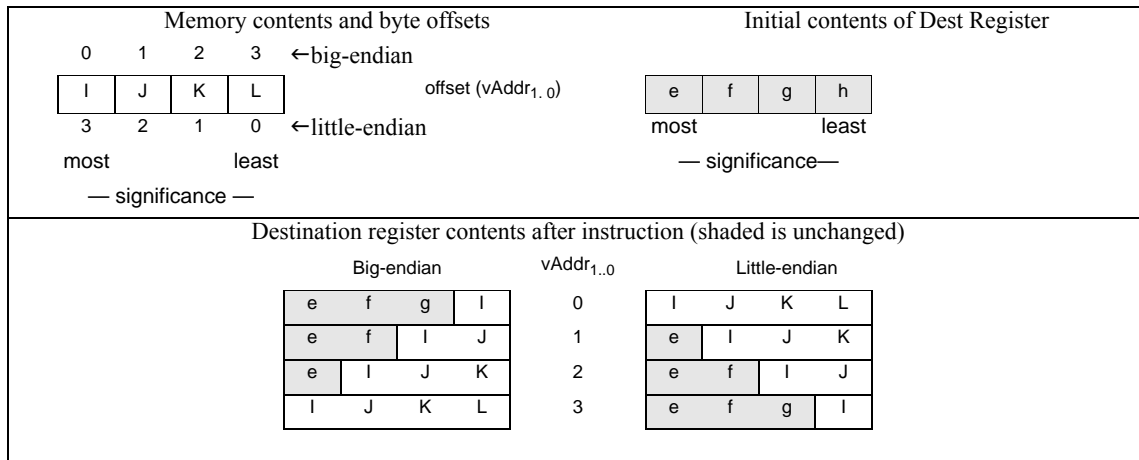 Memory contents and byte offsets Initial contents of Dest Register
0 1 2 3 ←big-endian
I J K L offset (vAddr1. 0) e f g h
3 2 1 0 ←little-endian most least
most least — significance—
— significance —
Destination register contents after instruction (shaded is unchanged)
Big-endian vAddr1..0 Little-endian
e f g I 0 I J K L
e f I J 1 e I J K
e I J K 2 e f I J
I J K L 3 e f g I